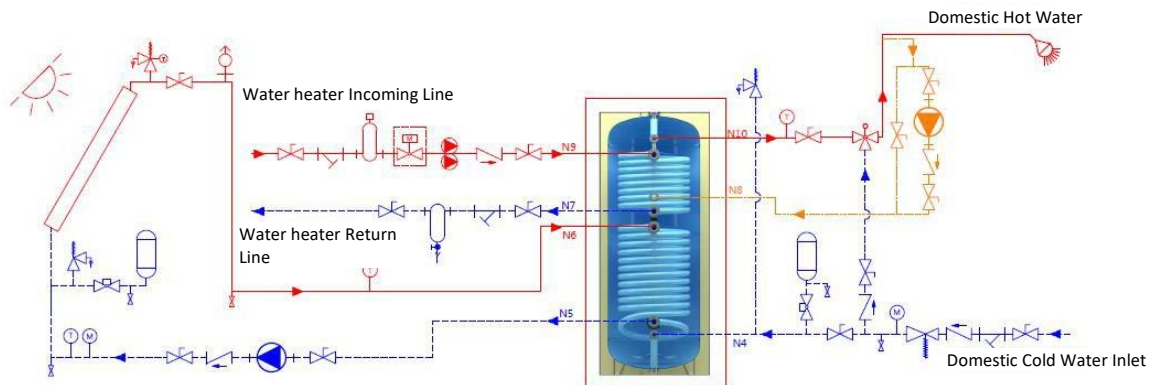 Domestic Hot Water
T
Water heater Incoming Line
M
N9
N10
T
N8
N7
N6
Water heater Return
Line
T
N5
N4
M
T
M
Domestic Cold Water Inlet